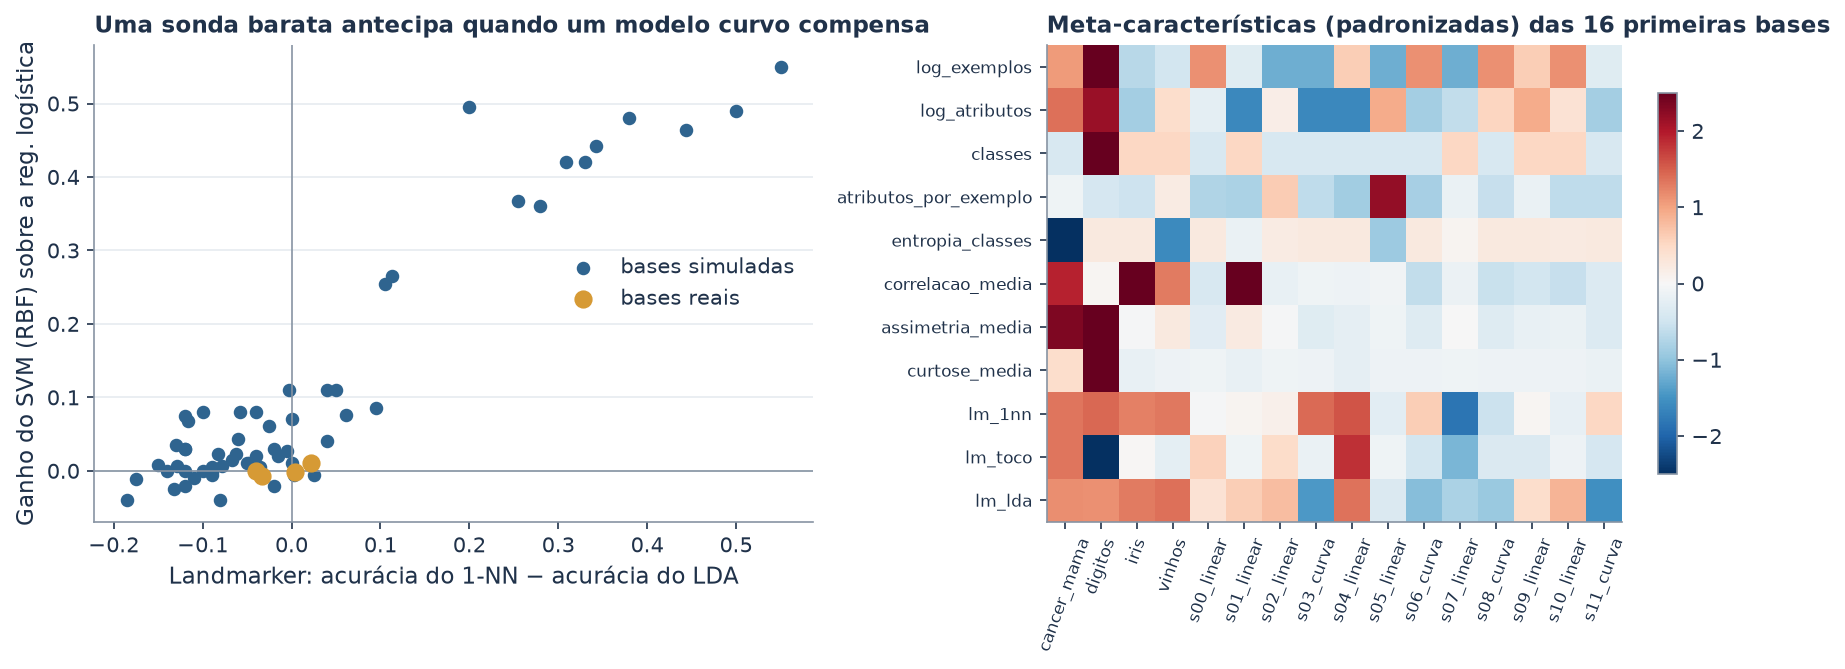 Uma sonda barata antecipa quando um modelo curvo compensa
Ganho do SVM (RBF) sobre a reg. logística
0.5
0.4
0.3
0.2
0.1
0.0
bases simuladas
bases reais
−0.2 −0.1 0.0 0.1 0.2 0.3 0.4 0.5
Landmarker: acurácia do 1-NN − acurácia do LDA
Meta-características (padronizadas) das 16 primeiras bases
log_exemplos
log_atributos
classes
atributos_por_exemplo
entropia_classes
correlacao_media
assimetria_media
curtose_media
lm_1nn
lm_toco
lm_lda
cancer_mama
digitos
iris
vinhos
s00_linear
s01_linear
s02_linear
s03_curva
s04_linear
s05_linear
s06_curva
s07_linear
s08_curva
s09_linear
s10_linear
s11_curva
2
1
0
−1
−2